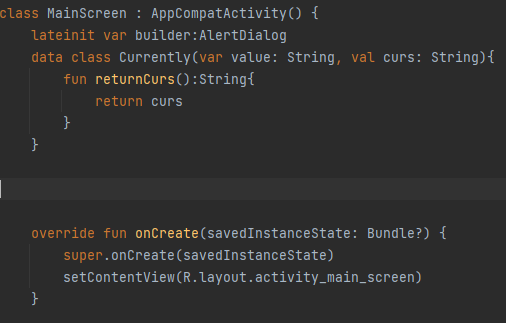 class MainScreen : AppCompatActivity() {
    lateinit var builder:AlertDialog
    data class Currently(var value: String, val curs: String){
        fun returnCurs():String{
            return curs
        }
    }
    override fun onCreate(savedInstanceState: Bundle?) {
        super.onCreate(savedInstanceState)
        setContentView(R.layout.activity_main_screen)
    }